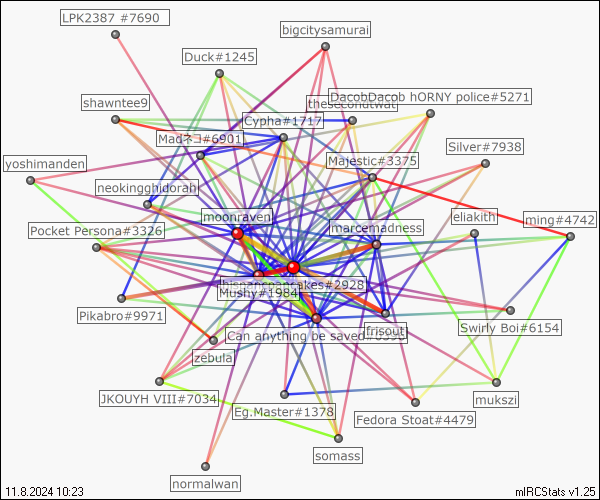 LPK2387 #7690
bigcitysamurai
Duck#1245
DacobDacob hORNY police#5271
thesecondtwat
shawntee9
Cypha#1717
Madネコ#6901
Silver#7938
Majestic#3375
yoshimanden
neokingghidorah
moonraven
eliakith
ming#4742
Pocket Persona#3326
marcemadness
#2928
Mushy#1984
Pikabro#9971
Swirly Boi#6154
Can anything be saved
frisout
zebula
JKOUYH VIII#7034
mukszi
Eg.Master#1378
Fedora Stoat#4479
somass
normalwan
11.8.2024 10:23
mIRCStats v1.25